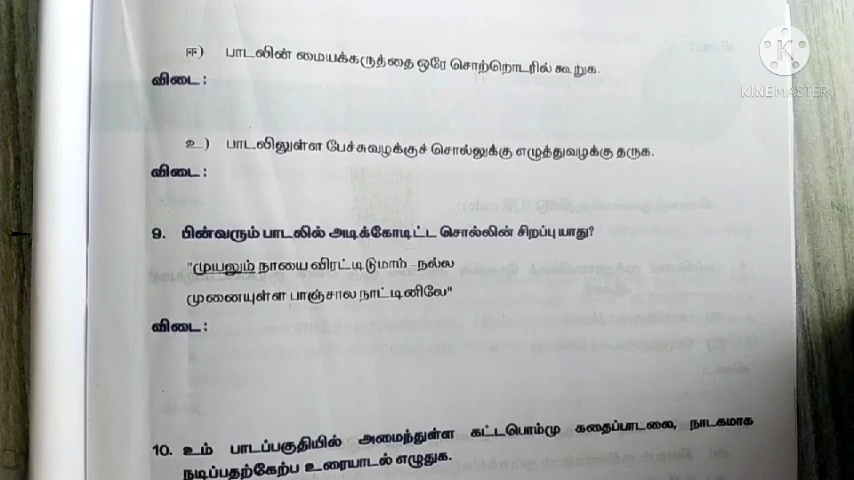 ஈ) பாடலின் மையக்கருத்தை ஒரே சொற்றொடரில் கூறுக.
விடை :
உ) பாடலிலுள்ள பேச்சுவழக்குச் சொல்லுக்கு எழுத்துவழக்கு தருக.
விடை :
9. பின்வரும் பாடலில் அடிக்கோடிட்ட சொல்லின் சிறப்பு யாது?
"முயலும் நாயை விரட்டிடுமாம் - நல்ல
முனையுள்ள பாஞ்சால நாட்டினிலே"
விடை :
10. உம் பாடப்பகுதியில் அமைந்துள்ள கட்டபொம்மு கதைப்பாடலை, நாடகமாக
நடிப்பதற்கேற்ப உரையாடல் எழுதுக.
K
KINEMASTER